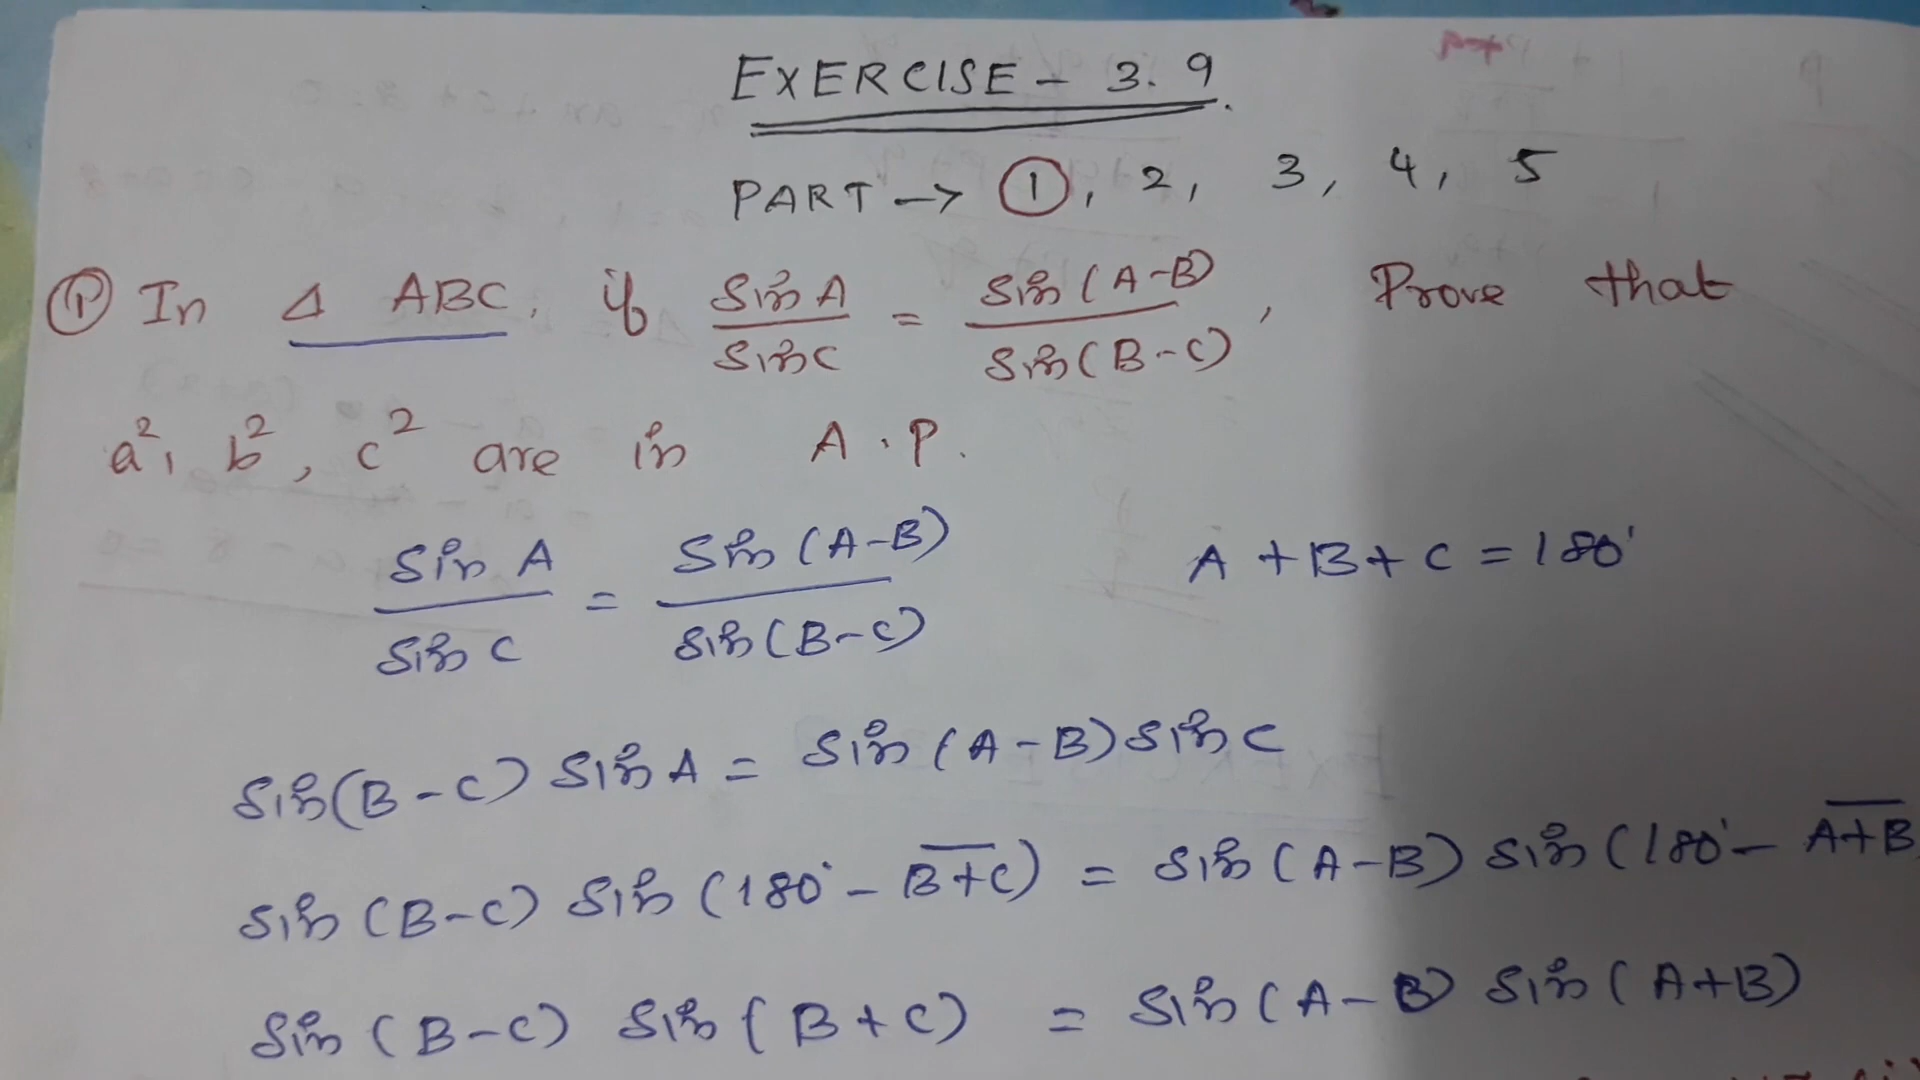 EXERCISE - 3.9.
PART → ①, 2, 3, 4, 5
① In Δ ABC, if sin A / sin C = sin (A-B) / sin (B-C), Prove that
a², b², c² are in A.P.
sin A / sin C = sin (A-B) / sin (B-C)
A + B + C = 180°
sin (B-C) sin A = sin (A-B) sin C
sin (B-C) sin (180° - B+C) = sin (A-B) sin (180° - A+B
sin (B-C) sin (B+C) = sin (A-B) sin (A+B)